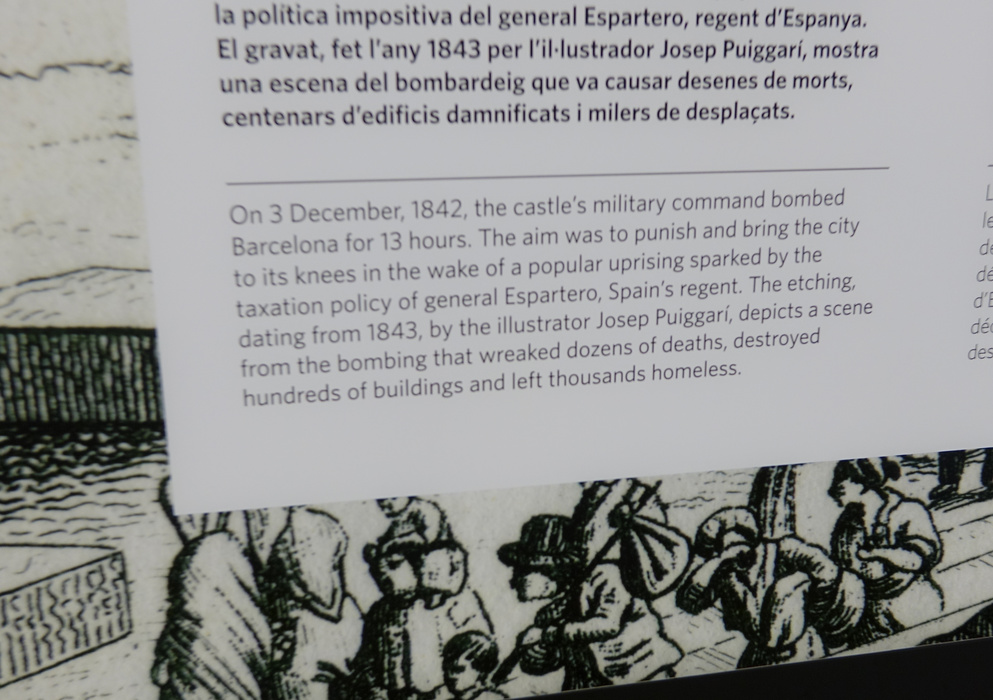 la política impositiva del general Espartero, regent d'Espanya.
El gravat, fet l'any 1843 per l'il·lustrador Josep Puiggarí, mostra
una escena del bombardeig que va causar desenes de morts,
centenars d'edificis damnificats i milers de desplaçats.
On 3 December, 1842, the castle's military command bombed
Barcelona for 13 hours. The aim was to punish and bring the city
to its knees in the wake of a popular uprising sparked by the
taxation policy of general Espartero, Spain's regent. The etching,
dating from 1843, by the illustrator Josep Puiggarí, depicts a scene
from the bombing that wreaked dozens of deaths, destroyed
hundreds of buildings and left thousands homeless.